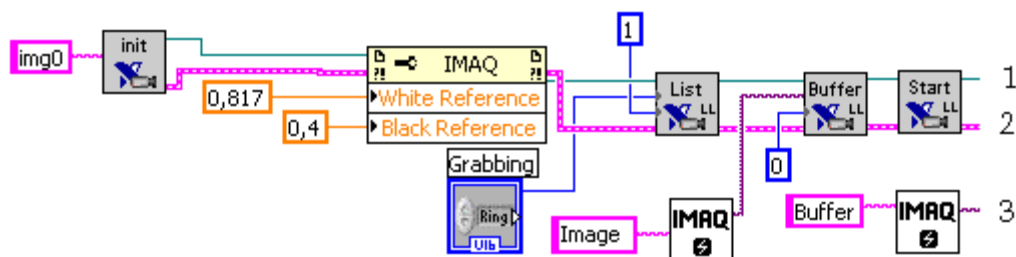 img0
init
IMAQ
0,817
White Reference
0,4
Black Reference
Grabbing
Ring
U16
1
List
LL
Buffer
LL
0
Start
LL
1
2
Image
IMAQ
Buffer
IMAQ
3